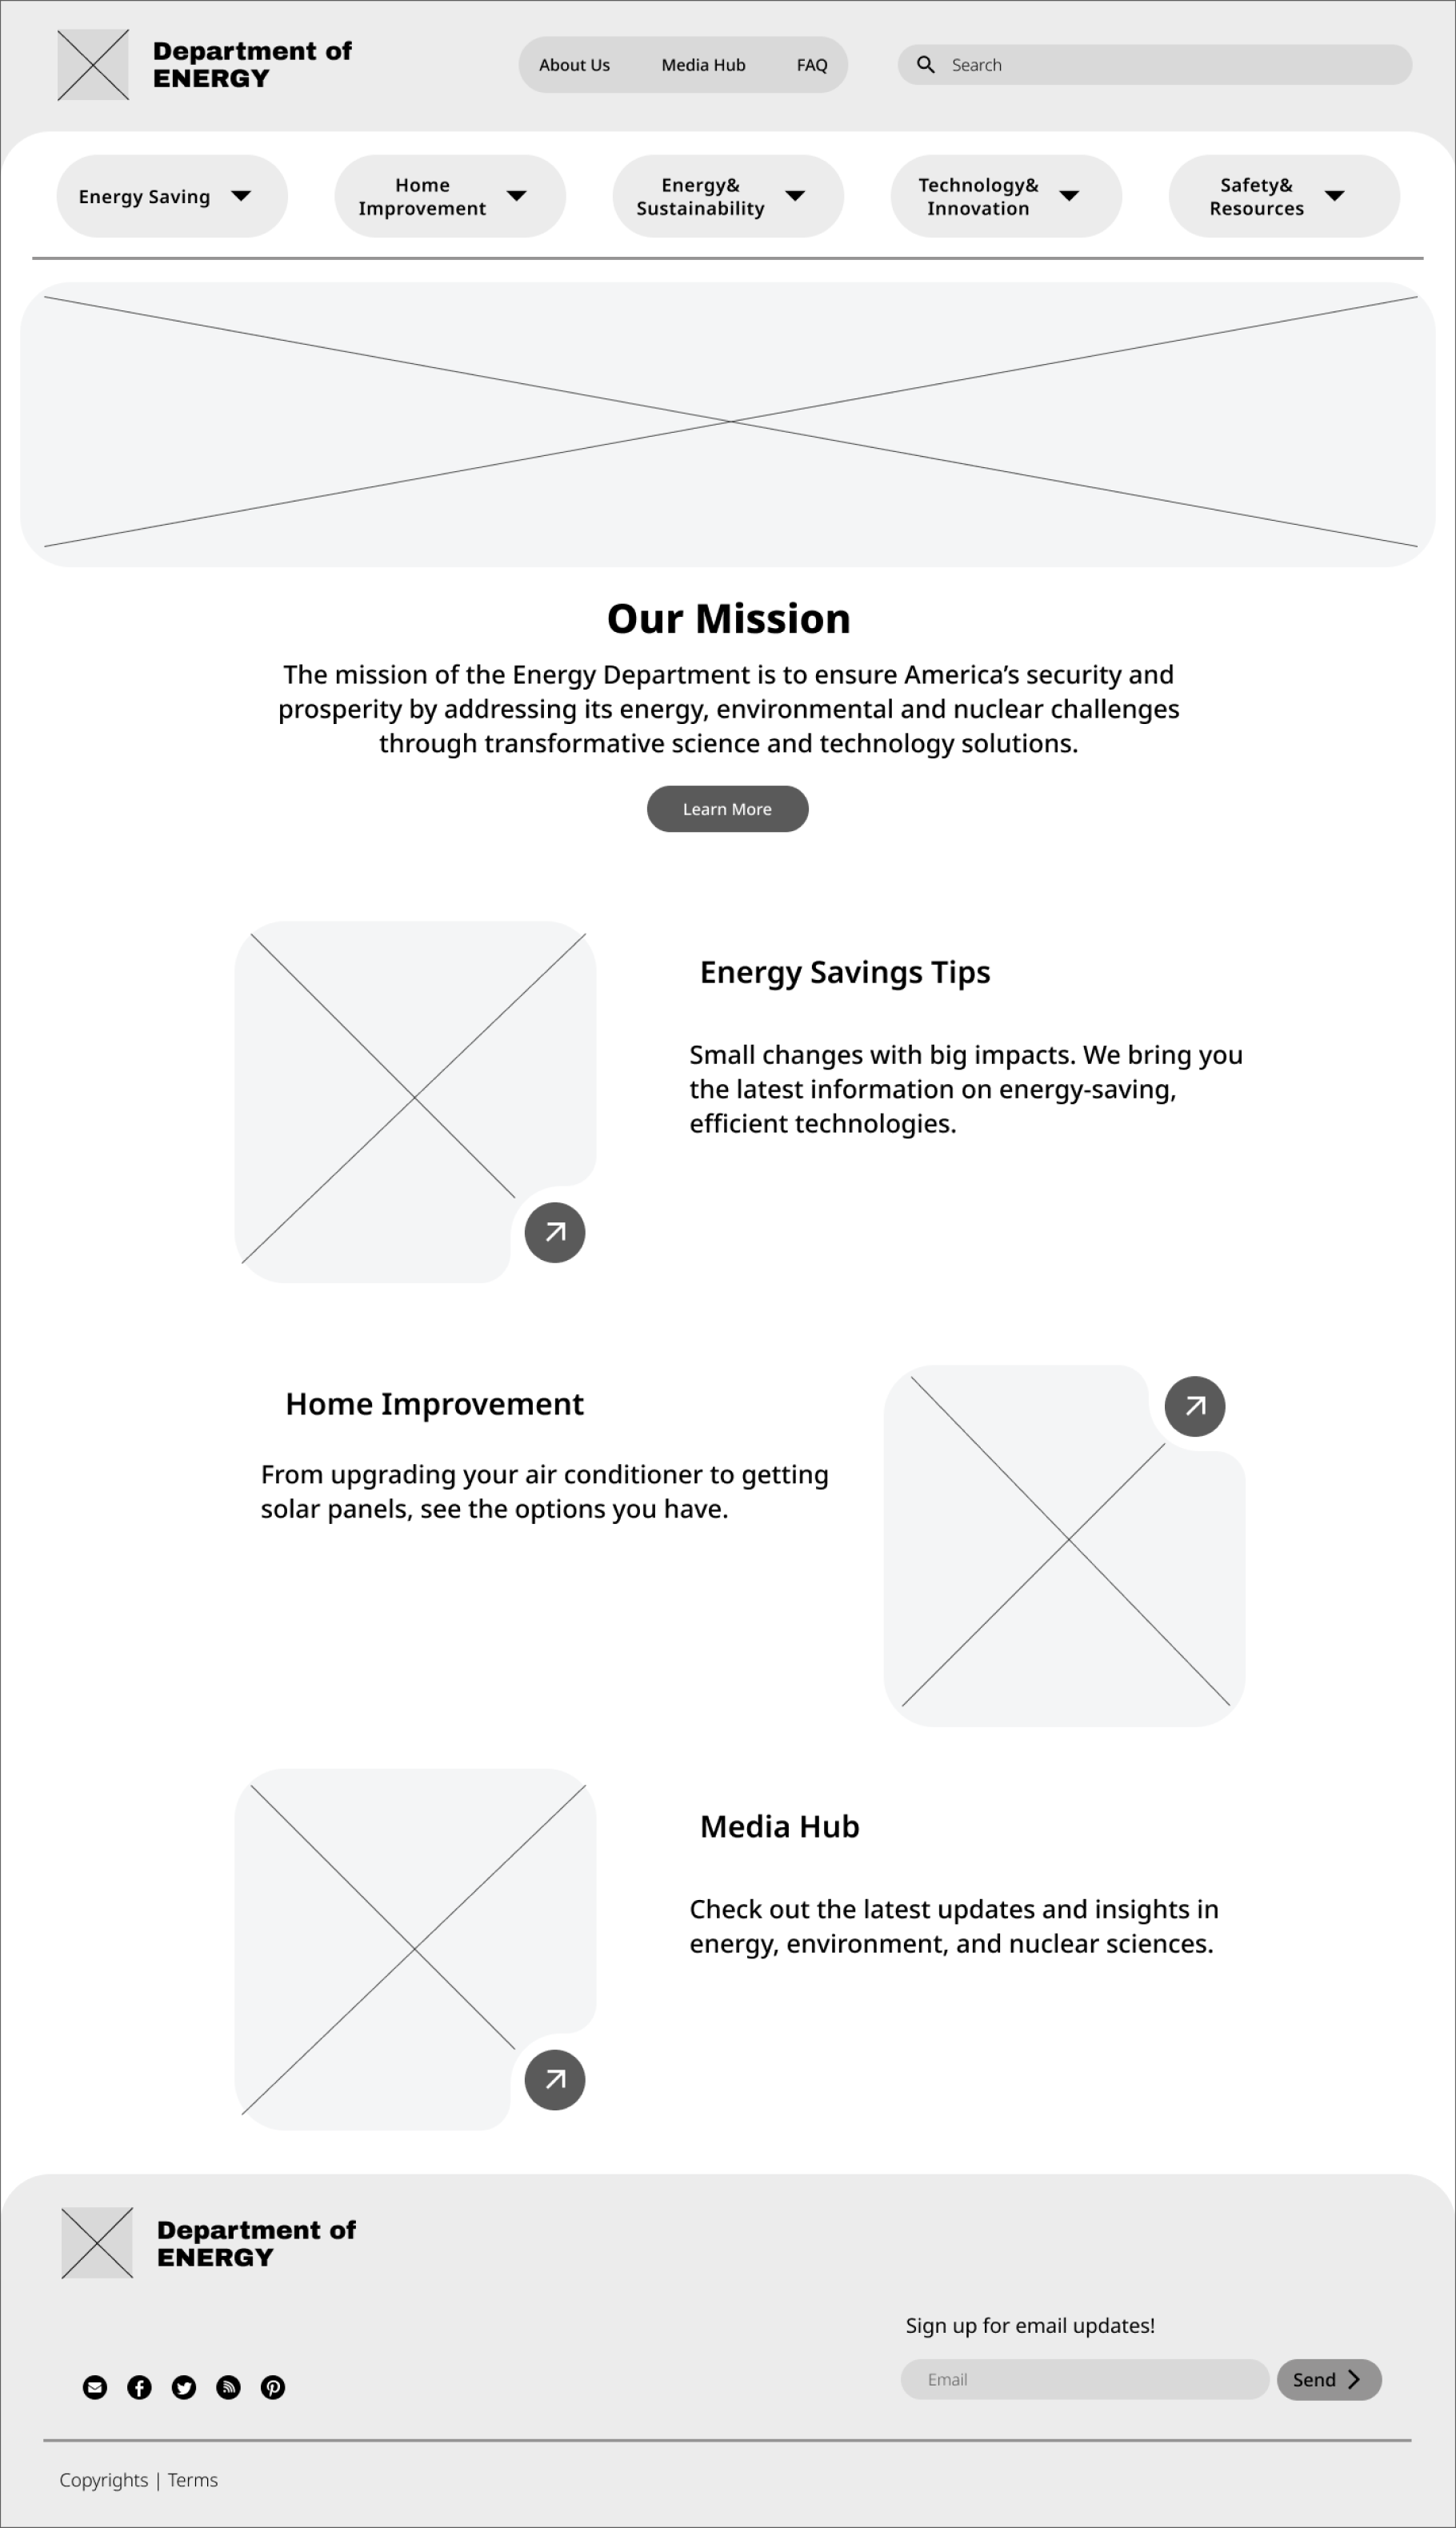 Department of
ENERGY
About Us
Media Hub
FAQ
Search
Energy Saving
Home
Improvement
Energy&
Sustainability
Technology&
Innovation
Safety&
Resources
Our Mission
The mission of the Energy Department is to ensure America’s security and
prosperity by addressing its energy, environmental and nuclear challenges
through transformative science and technology solutions.
Learn More
Energy Savings Tips
Small changes with big impacts. We bring you
the latest information on energy-saving,
efficient technologies.
Home Improvement
From upgrading your air conditioner to getting
solar panels, see the options you have.
Media Hub
Check out the latest updates and insights in
energy, environment, and nuclear sciences.
Department of
ENERGY
Sign up for email updates!
Email
Send
Copyrights | Terms